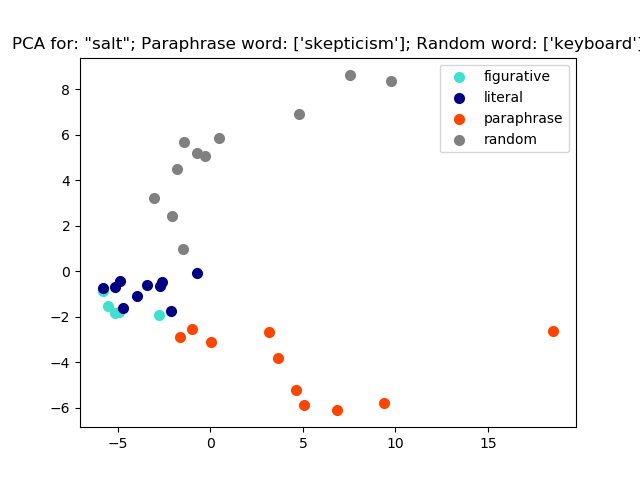 PCA for: "salt"; Paraphrase word: ['skepticism']; Random word: ['keyboard']
figurative
literal
paraphrase
random
8
6
4
2
0
−2
−4
−6
−5
0
5
10
15